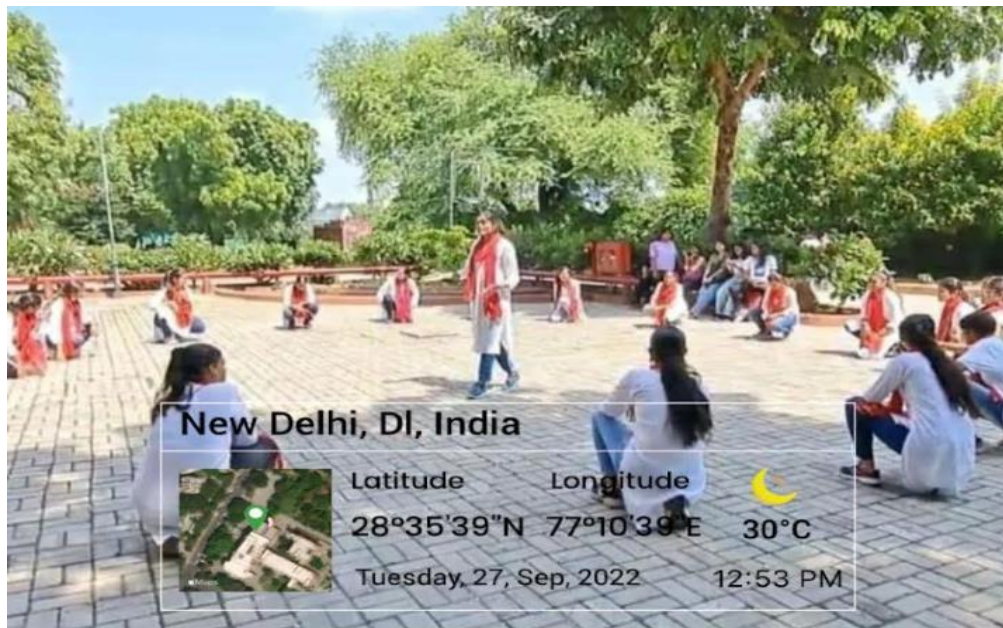 New Delhi, Dl, India
Latitude Longitude
28°35'39"N 77°10'39"E 30°C
Maps
Tuesday, 27, Sep, 2022 12:53 PM